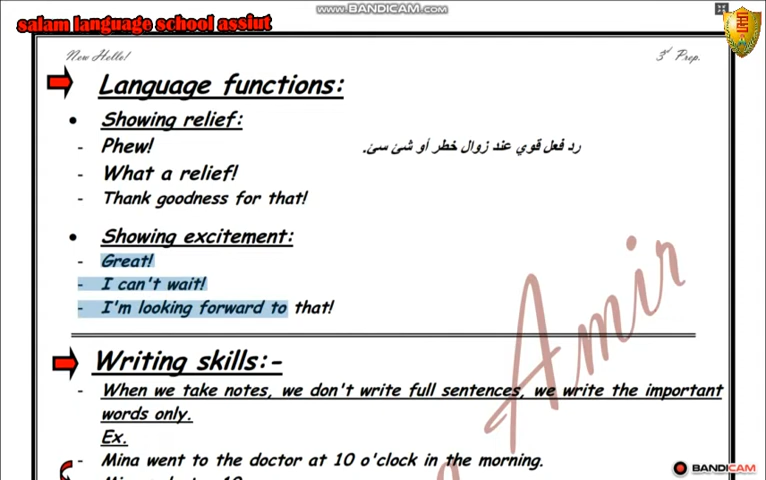 www.BANDICAM.com
salam language school assiut
New Hello!
3rd Prep.
Language functions:
• Showing relief:
- Phew!
رد فعل قوي عند زوال خطر أو شئ سئ.
- What a relief!
- Thank goodness for that!
• Showing excitement:
- Great!
- I can't wait!
- I'm looking forward to that!
Writing skills:-
- When we take notes, we don't write full sentences, we write the important
words only.
Ex.
- Mina went to the doctor at 10 o'clock in the morning.
Amir
BANDICAM